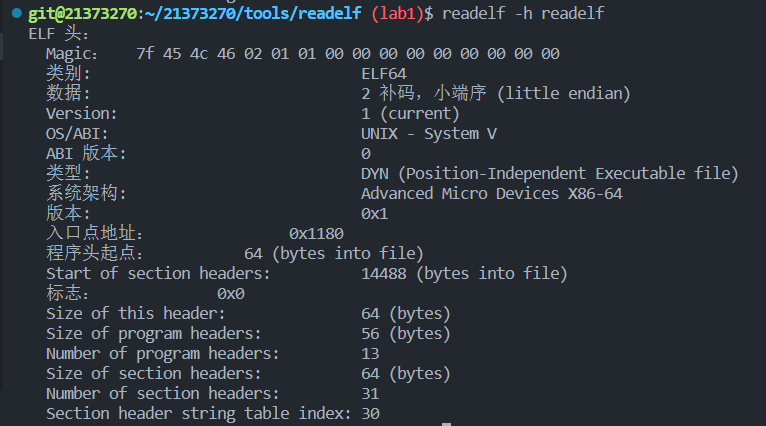 git@21373270:~/21373270/tools/readelf (lab1)$ readelf -h readelf
ELF 头：
  Magic：   7f 45 4c 46 02 01 01 00 00 00 00 00 00 00 00 00
  类别:                              ELF64
  数据:                              2 补码，小端序 (little endian)
  Version:                           1 (current)
  OS/ABI:                            UNIX - System V
  ABI 版本:                          0
  类型:                              DYN (Position-Independent Executable file)
  系统架构:                          Advanced Micro Devices X86-64
  版本:                              0x1
  入口点地址：               0x1180
  程序头起点：          64 (bytes into file)
  Start of section headers:          14488 (bytes into file)
  标志：             0x0
  Size of this header:               64 (bytes)
  Size of program headers:           56 (bytes)
  Number of program headers:         13
  Size of section headers:           64 (bytes)
  Number of section headers:         31
  Section header string table index: 30